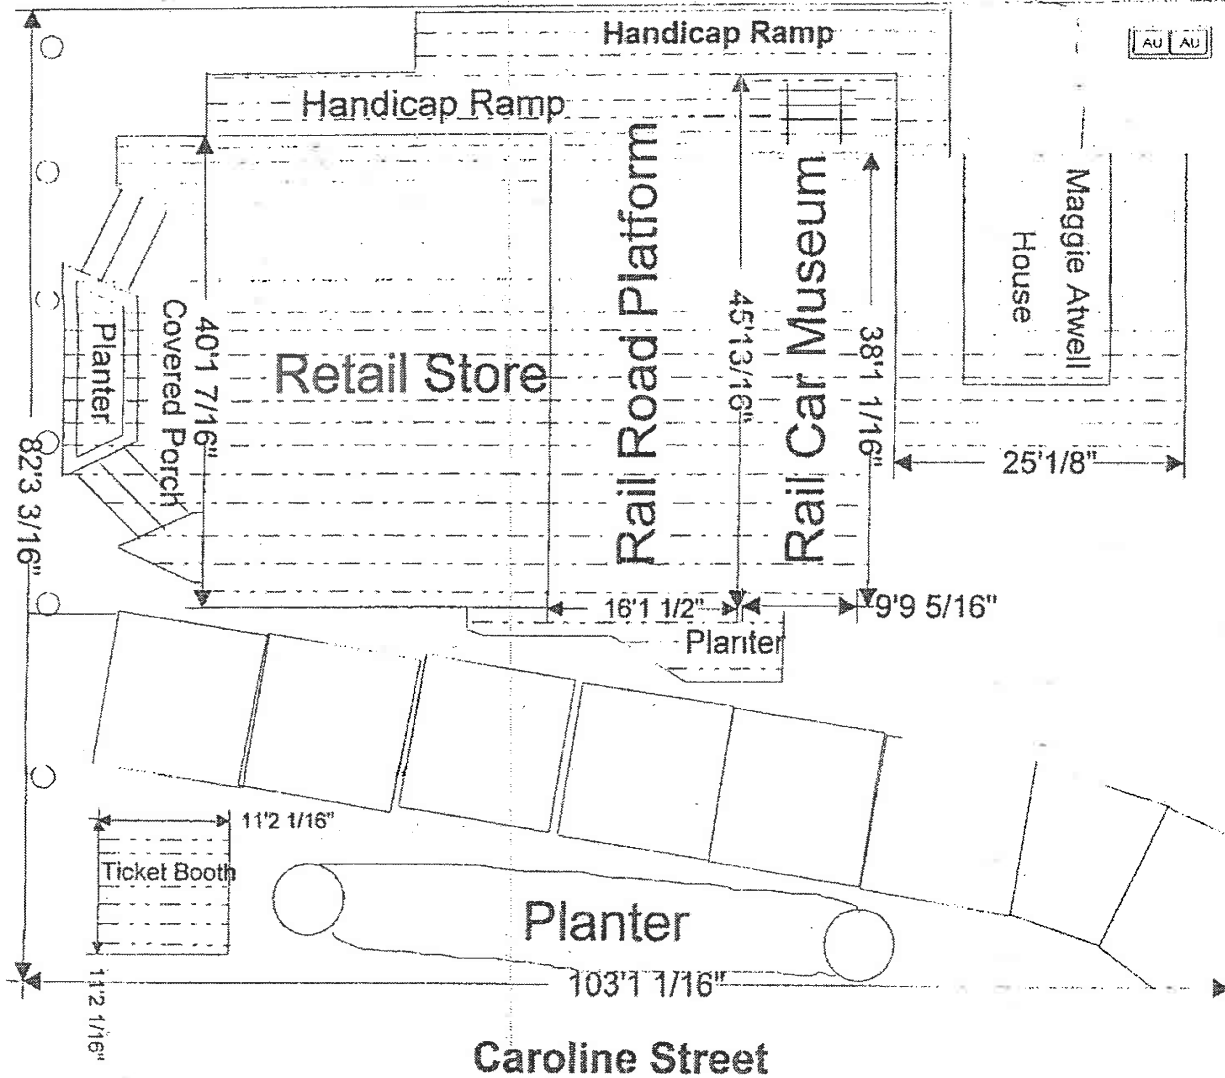 Handicap Ramp
AU AU
Handicap Ramp
Rail Road Platform
Rail Car Museum
Maggie Atwell
House
Planter
Covered Porch
40'1 7/16"
Retail Store
45'13/16"
38'1 1/16"
25'1/8"
82'3 3/16"
16'1 1/2"
9'9 5/16"
Planter
11'2 1/16"
Ticket Booth
Planter
11'2 1/16"
103'1 1/16"
Caroline Street